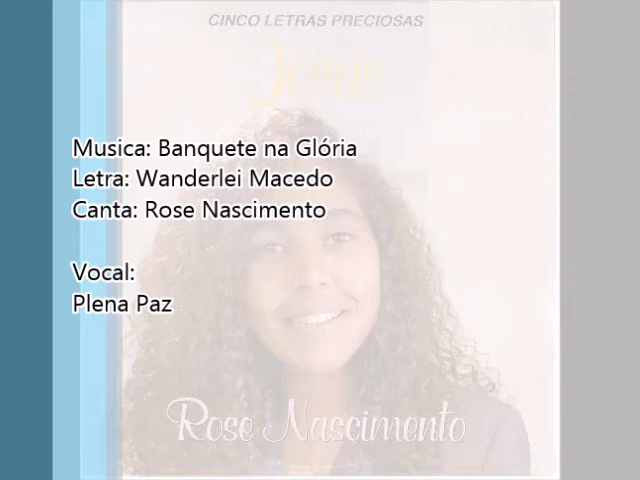 CINCO LETRAS PRECIOSAS
Jesus
Musica: Banquete na Glória
Letra: Wanderlei Macedo
Canta: Rose Nascimento
Vocal:
Plena Paz
Rose Nascimento